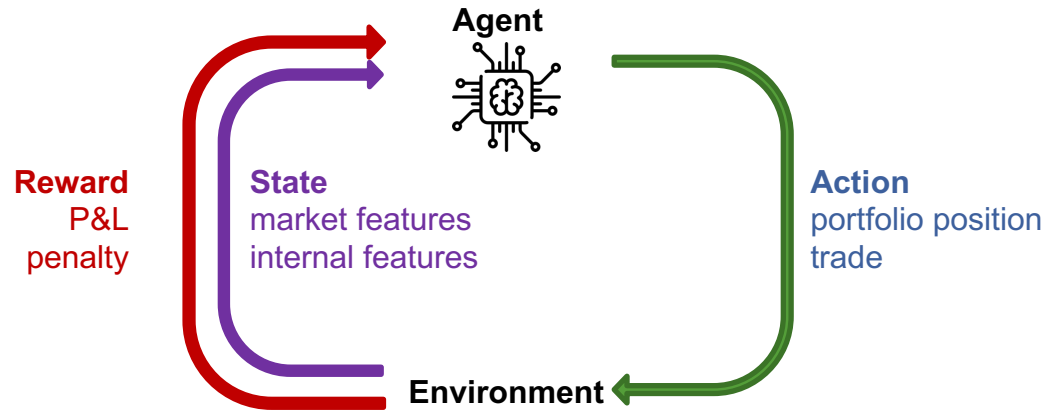 Agent
Reward
P&L
penalty
State
market features
internal features
Action
portfolio position
trade
Environment